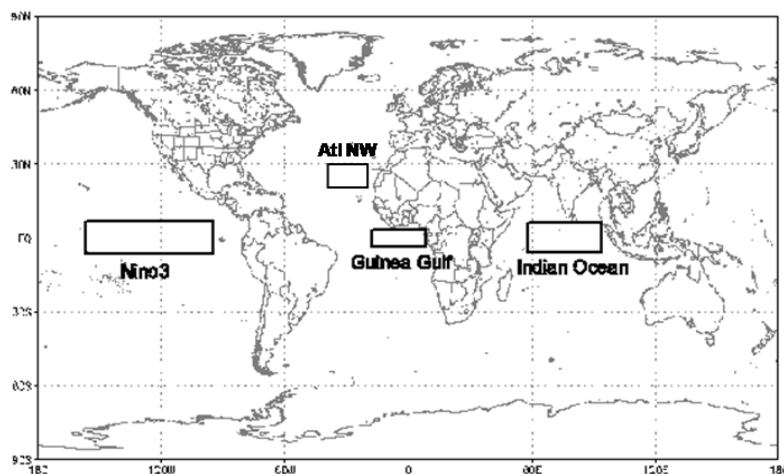 90N
60N
30N
Atl NW
EQ
Nino3
Guinea Gulf
Indian Ocean
30S
60S
90S
180 120W 60W 0 60E 120E 180